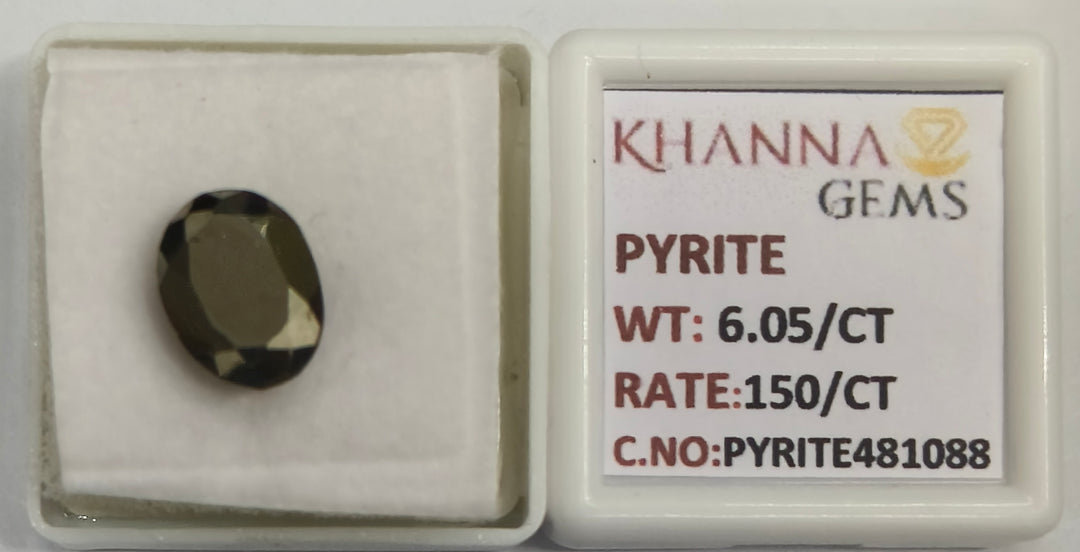 KHANNA
GEMS
PYRITE
WT: 6.05/CT
RATE:150/CT
C.NO:PYRITE481088